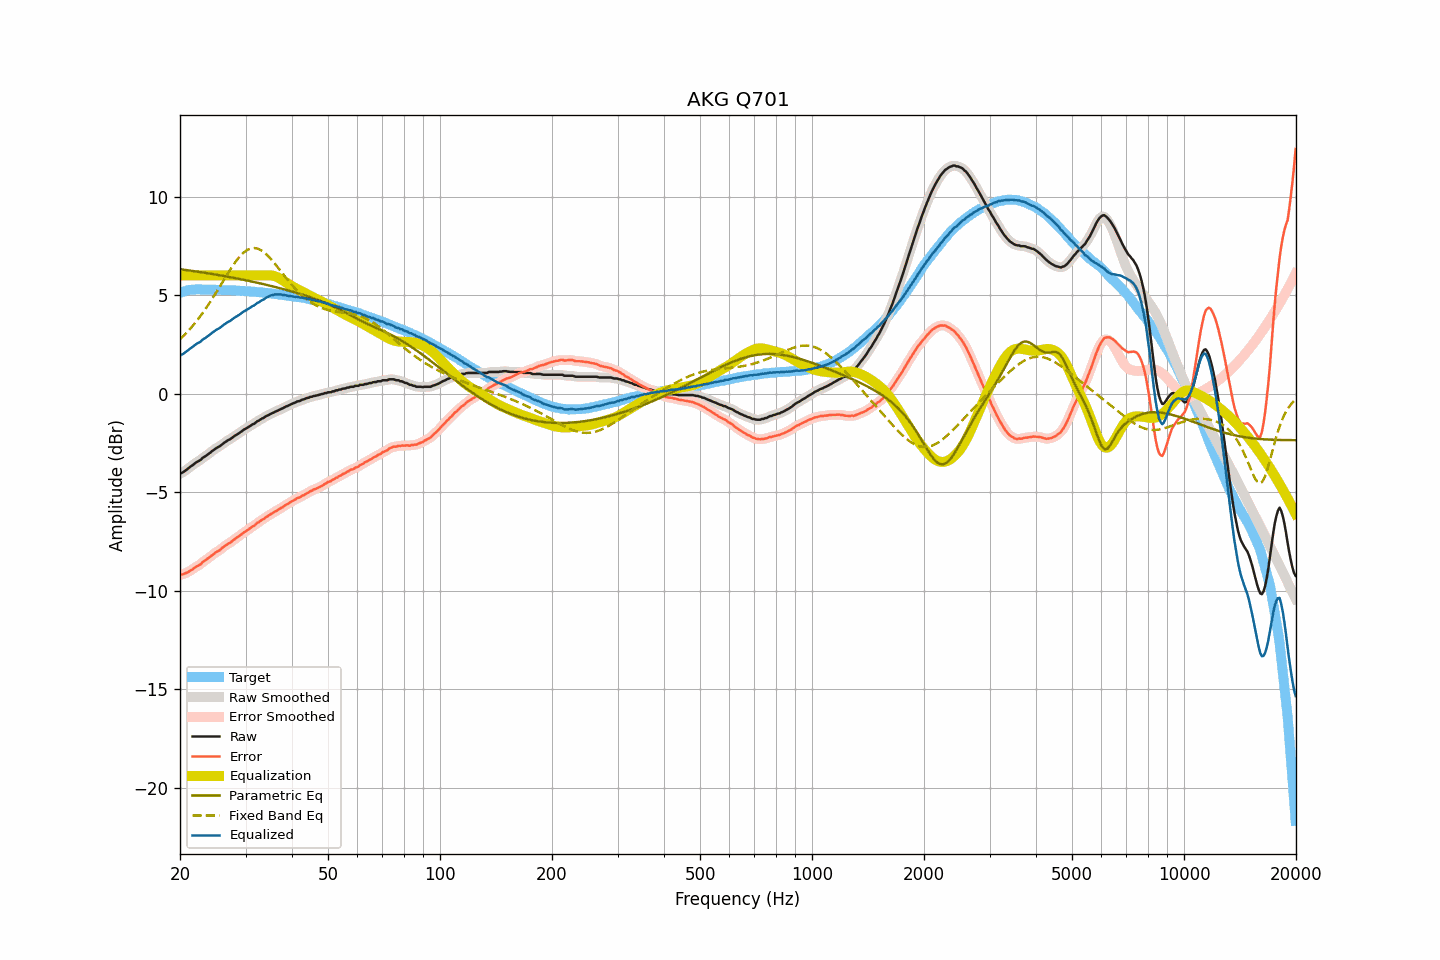 AKG Q701
Amplitude (dBr)
10
5
0
−5
−10
−15
−20
Target
Raw Smoothed
Error Smoothed
Raw
Error
Equalization
Parametric Eq
Fixed Band Eq
Equalized
20 50 100 200 500 1000 2000 5000 10000 20000
Frequency (Hz)